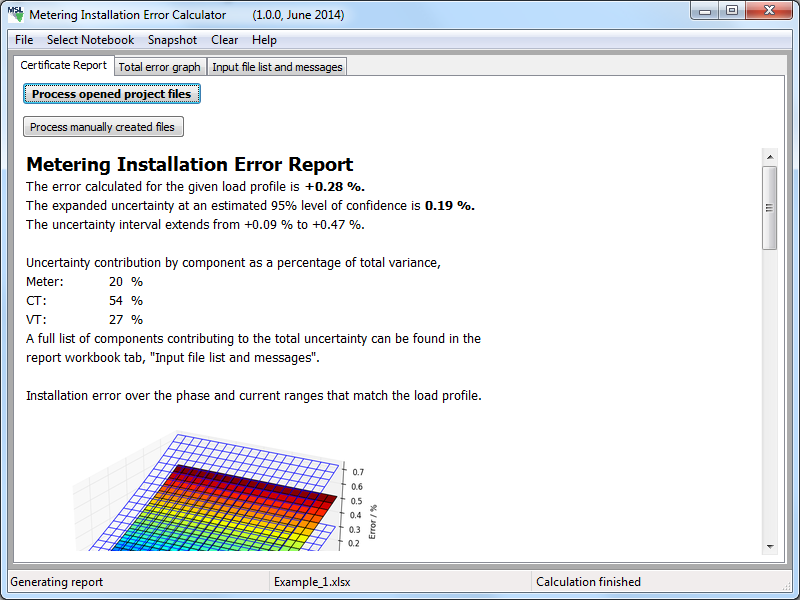 MSL
Metering Installation Error Calculator (1.0.0, June 2014)
File Select Notebook Snapshot Clear Help
Certificate Report Total error graph Input file list and messages
Process opened project files
Process manually created files
Metering Installation Error Report
The error calculated for the given load profile is +0.28 %.
The expanded uncertainty at an estimated 95% level of confidence is 0.19 %.
The uncertainty interval extends from +0.09 % to +0.47 %.
Uncertainty contribution by component as a percentage of total variance,
Meter: 20 %
CT: 54 %
VT: 27 %
A full list of components contributing to the total uncertainty can be found in the
report workbook tab, "Input file list and messages".
Installation error over the phase and current ranges that match the load profile.
0.7
0.6
0.5
0.4
0.3
0.2
Error / %
Generating report Example_1.xlsx Calculation finished